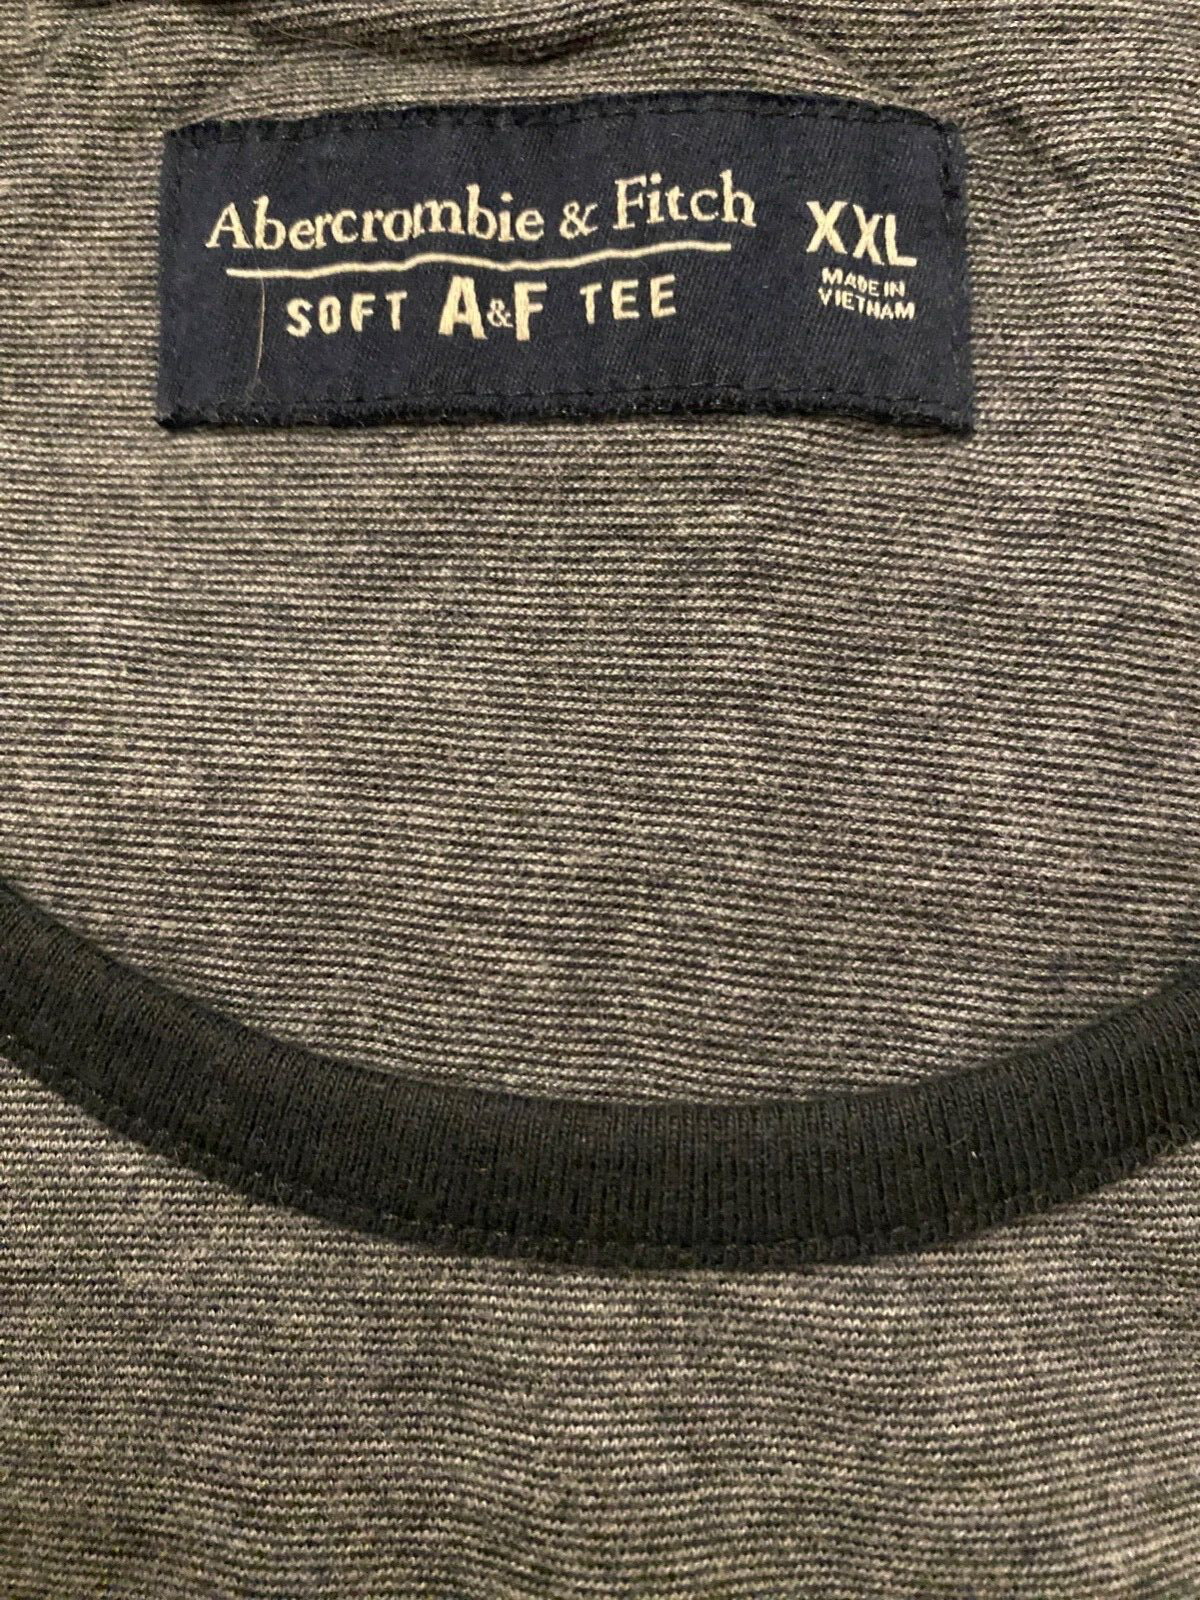 Abercrombie & Fitch
SOFT A&F TEE
XXL
MADE IN
VIETNAM